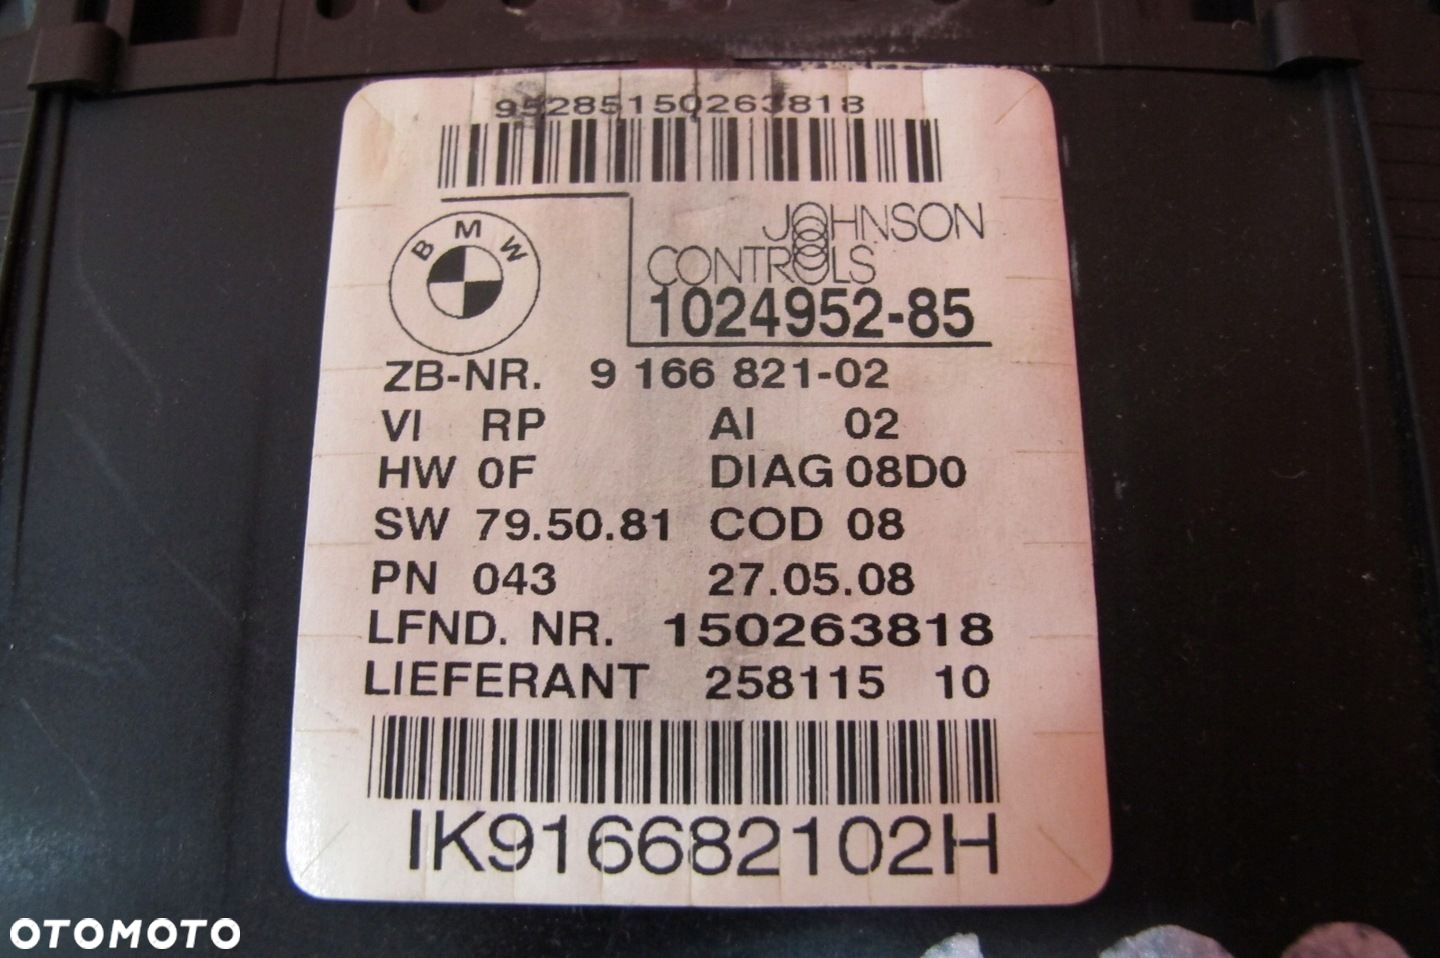 95285150263818
BMW
JOHNSON
CONTROLS
1024952-85
ZB-NR. 9 166 821-02
VI RP AI 02
HW 0F DIAG 08D0
SW 79.50.81 COD 08
PN 043 27.05.08
LFND. NR. 150263818
LIEFERANT 258115 10
IK916682102H
OTOMOTO